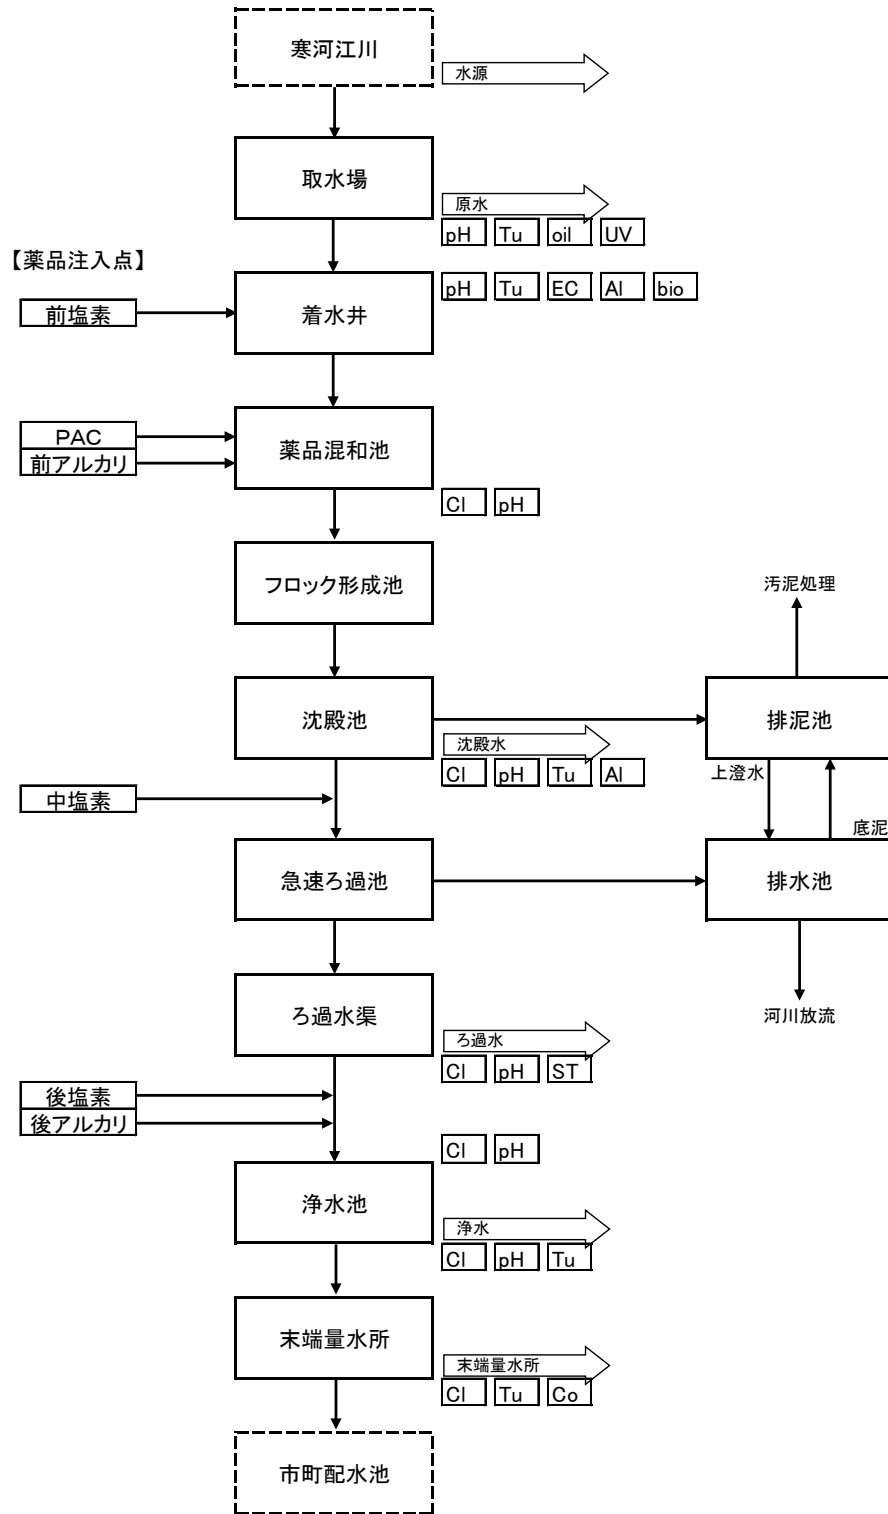 寒河江川
水源
取水場
原水
pH Tu oil UV
【薬品注入点】
pH Tu EC Al bio
前塩素
着水井
PAC
前アルカリ
薬品混和池
Cl pH
フロック形成池
汚泥処理
沈殿池
排泥池
沈殿水
Cl pH Tu Al
上澄水
中塩素
底泥
急速ろ過池
排水池
ろ過水渠
河川放流
ろ過水
Cl pH ST
後塩素
後アルカリ
Cl pH
浄水池
浄水
Cl pH Tu
末端量水所
末端量水所
Cl Tu Co
市町配水池